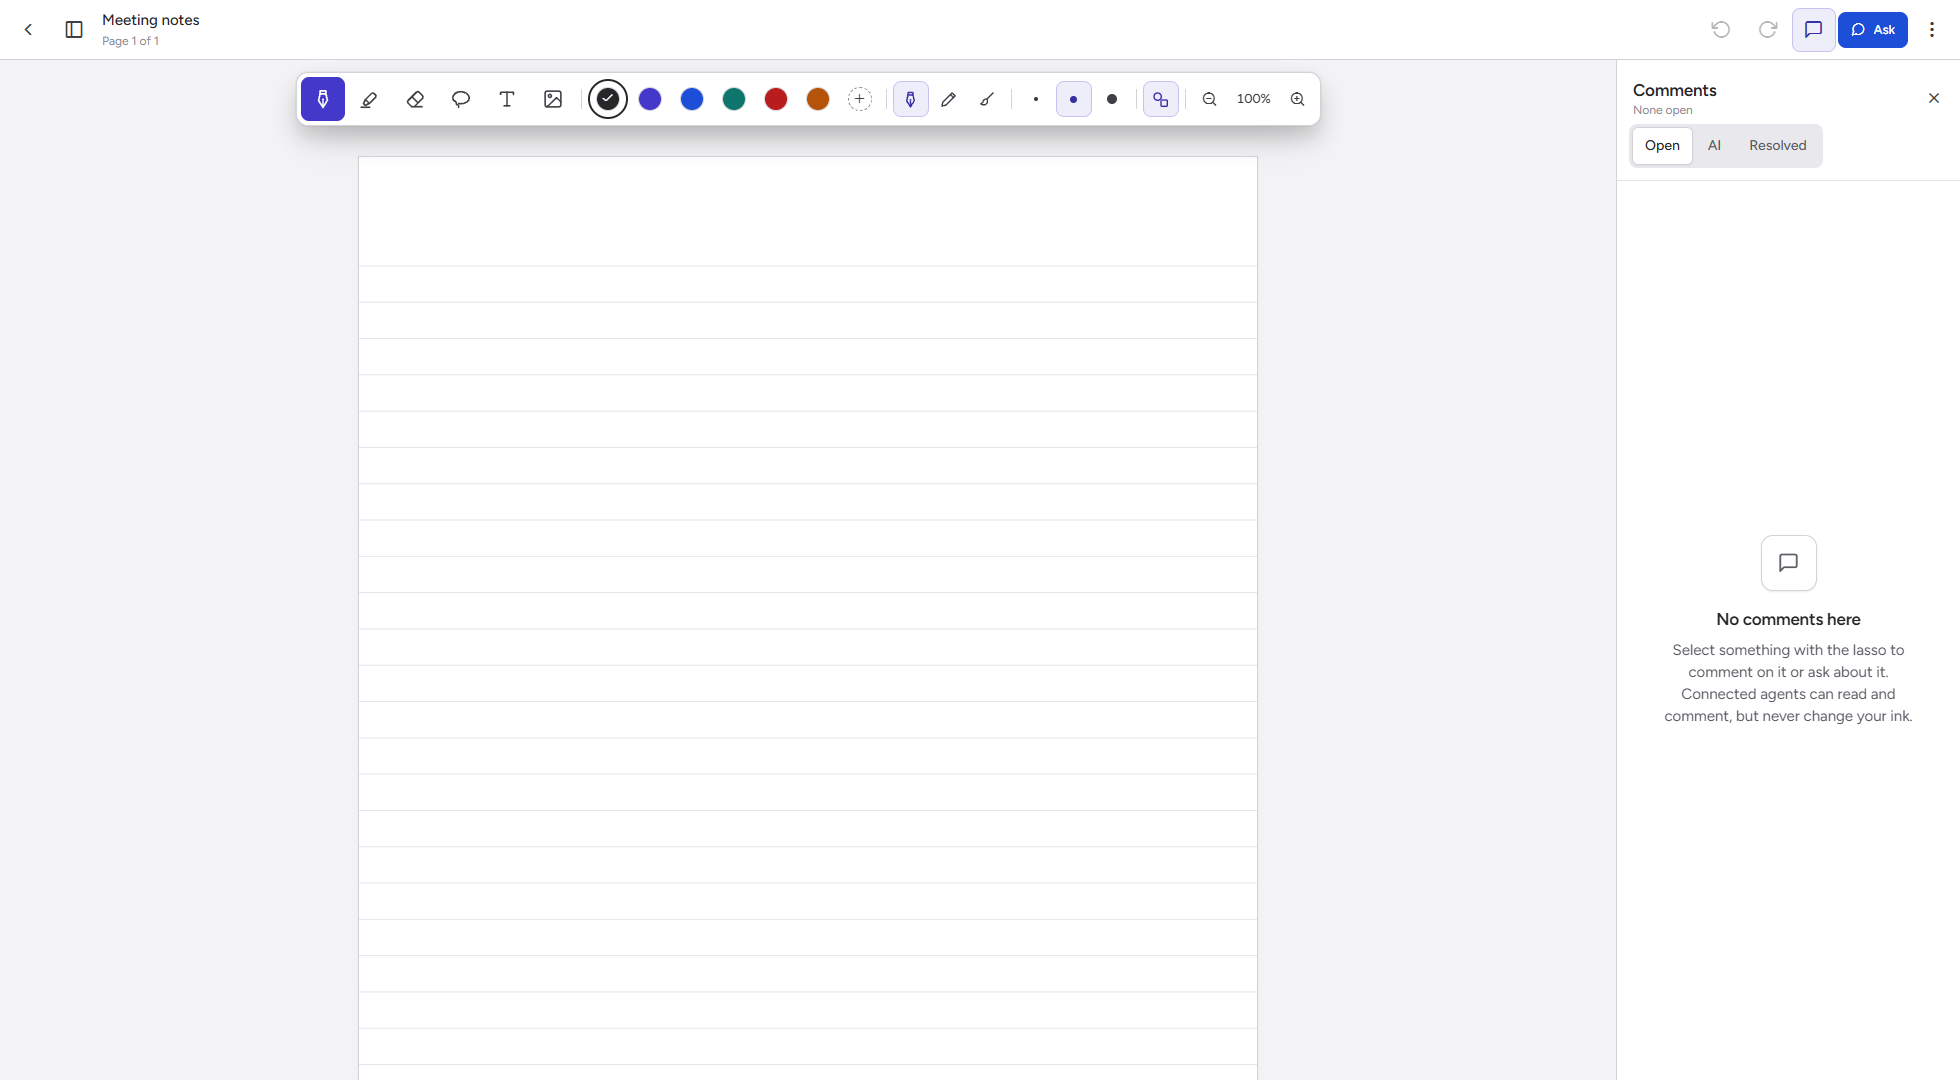 Meeting notes
Page 1 of 1
Ask
100%
Comments
None open
Open
AI
Resolved
No comments here
Select something with the lasso to
comment on it or ask about it.
Connected agents can read and
comment, but never change your ink.